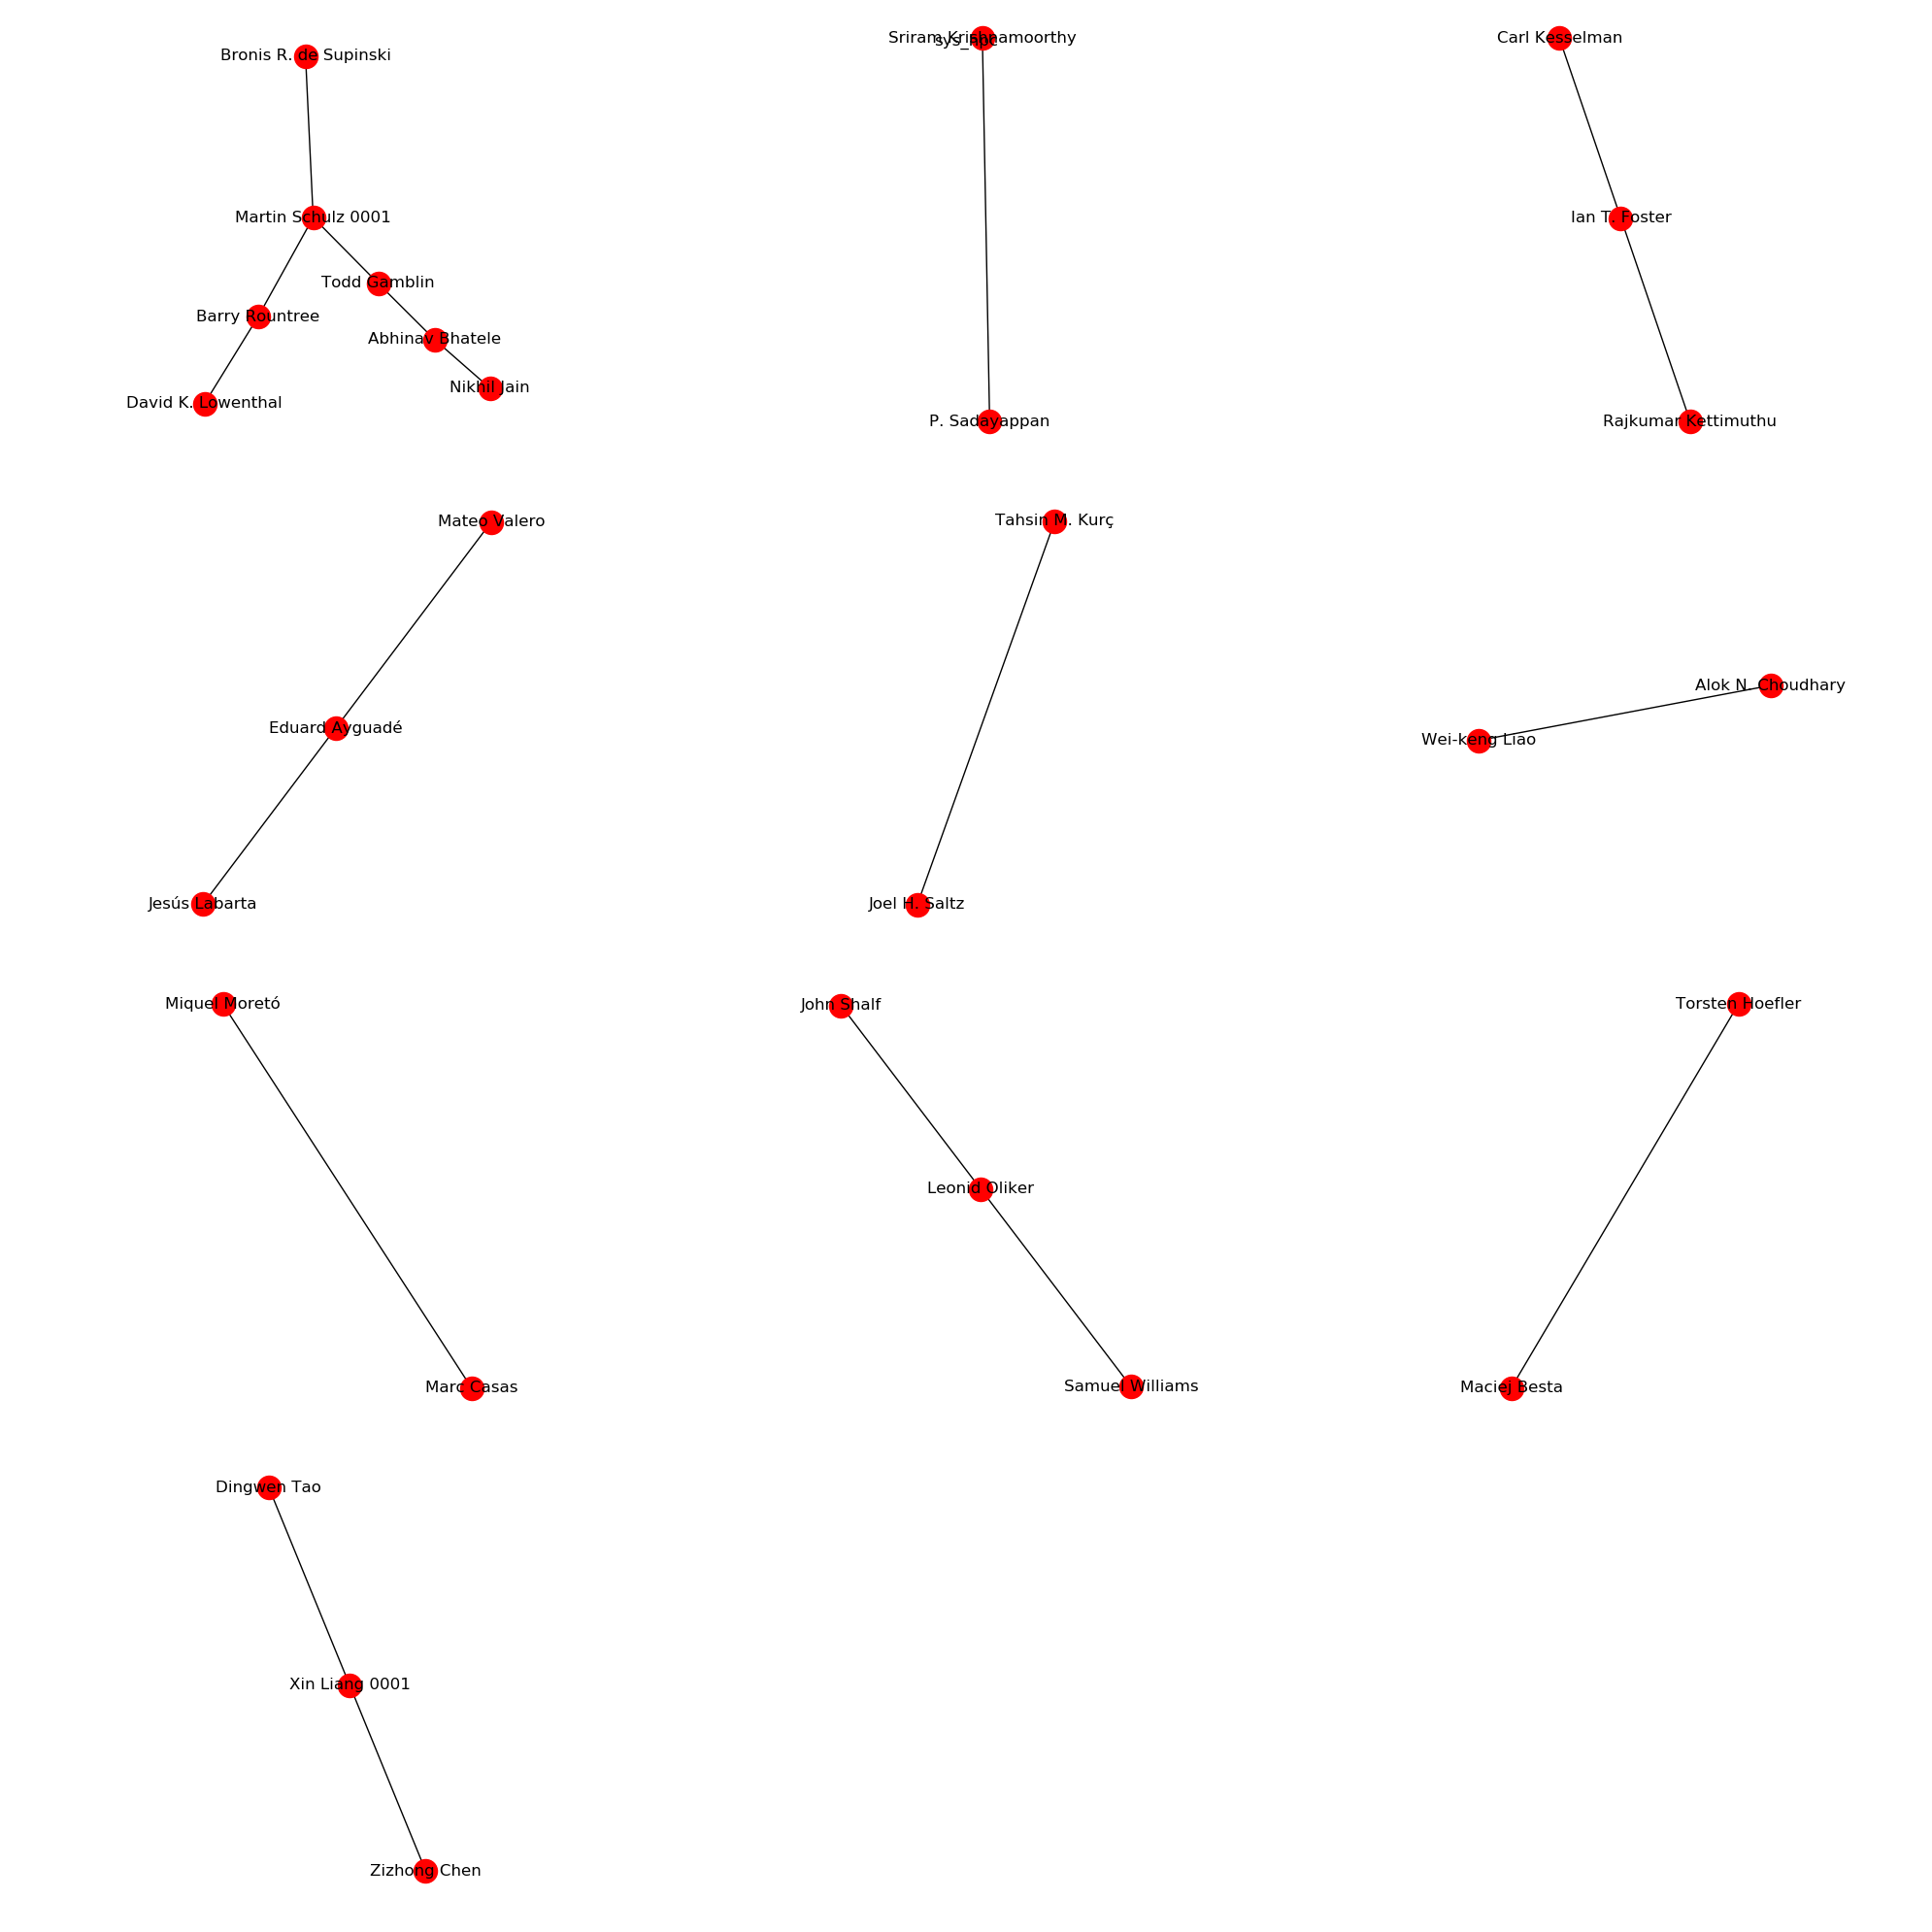 Bronis R. de Supinski
Martin Schulz 0001
Todd Gamblin
Barry Rountree
Abhinav Bhatele
Nikhil Jain
David K. Lowenthal
sys_hpc
Sriram Krishnamoorthy
P. Sadayappan
Carl Kesselman
Ian T. Foster
Rajkumar Kettimuthu
Mateo Valero
Eduard Ayguadé
Jesús Labarta
Tahsin M. Kurç
Joel H. Saltz
Alok N. Choudhary
Wei-keng Liao
Miquel Moretó
Marc Casas
John Shalf
Leonid Oliker
Samuel Williams
Torsten Hoefler
Maciej Besta
Dingwen Tao
Xin Liang 0001
Zizhong Chen